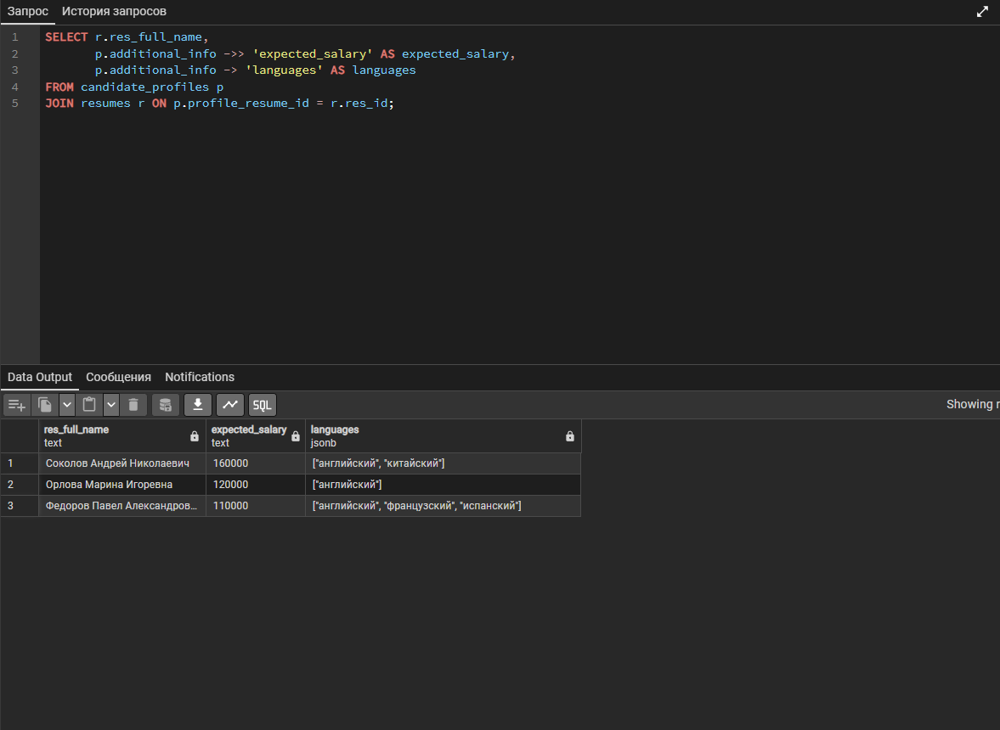 Запрос История запросов
1 SELECT r.res_full_name,
2 p.additional_info ->> 'expected_salary' AS expected_salary,
3 p.additional_info -> 'languages' AS languages
4 FROM candidate_profiles p
5 JOIN resumes r ON p.profile_resume_id = r.res_id;
Data Output Сообщения Notifications
SQL Showing r
res_full_name expected_salary languages
text text jsonb
1 Соколов Андрей Николаевич 160000 ["английский", "китайский"]
2 Орлова Марина Игоревна 120000 ["английский"]
3 Федоров Павел Александров... 110000 ["английский", "французский", "испанский"]